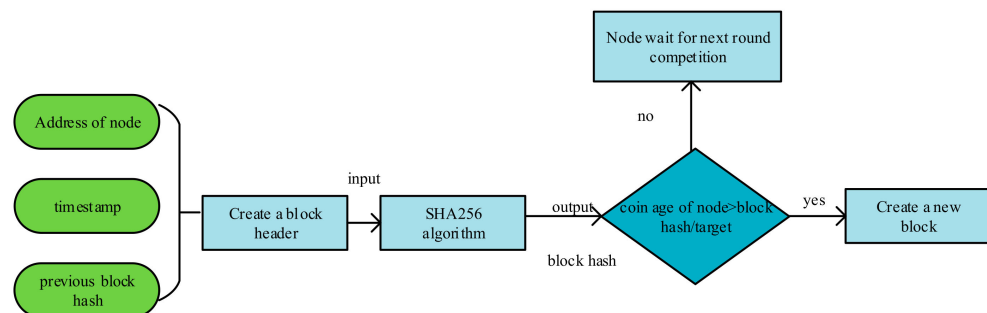 Node wait for next round
competition
Address of node
no
input
timestamp
Create a block
header
SHA256
algorithm
output
coin age of node>block
hash/target
yes
Create a new
block
block hash
previous block
hash